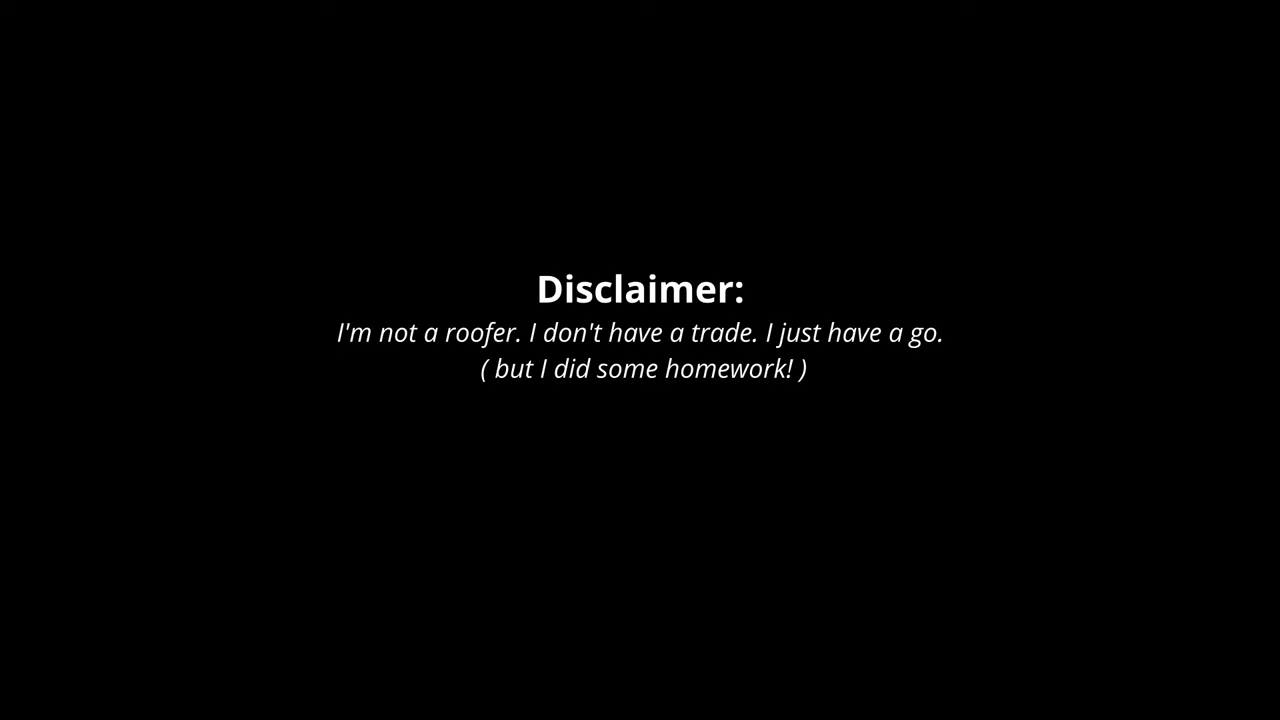 Disclaimer:
I'm not a roofer. I don't have a trade. I just have a go.
( but I did some homework! )